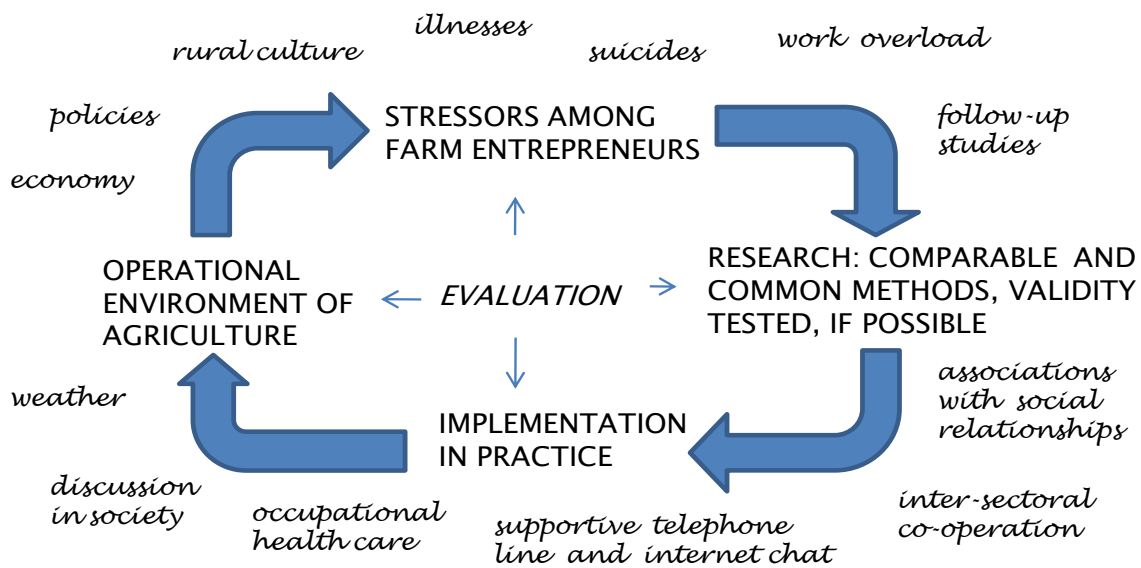 illnesses
rural culture
suicides
work overload
policies
STRESSORS AMONG
FARM ENTREPRENEURS
follow-up
studies
economy
OPERATIONAL
ENVIRONMENT OF
AGRICULTURE
EVALUATION
RESEARCH: COMPARABLE AND
COMMON METHODS, VALIDITY
TESTED, IF POSSIBLE
weather
IMPLEMENTATION
IN PRACTICE
associations
with social
relationships
discussion
in society
occupational
health care
supportive telephone
line and internet chat
inter-sectoral
co-operation